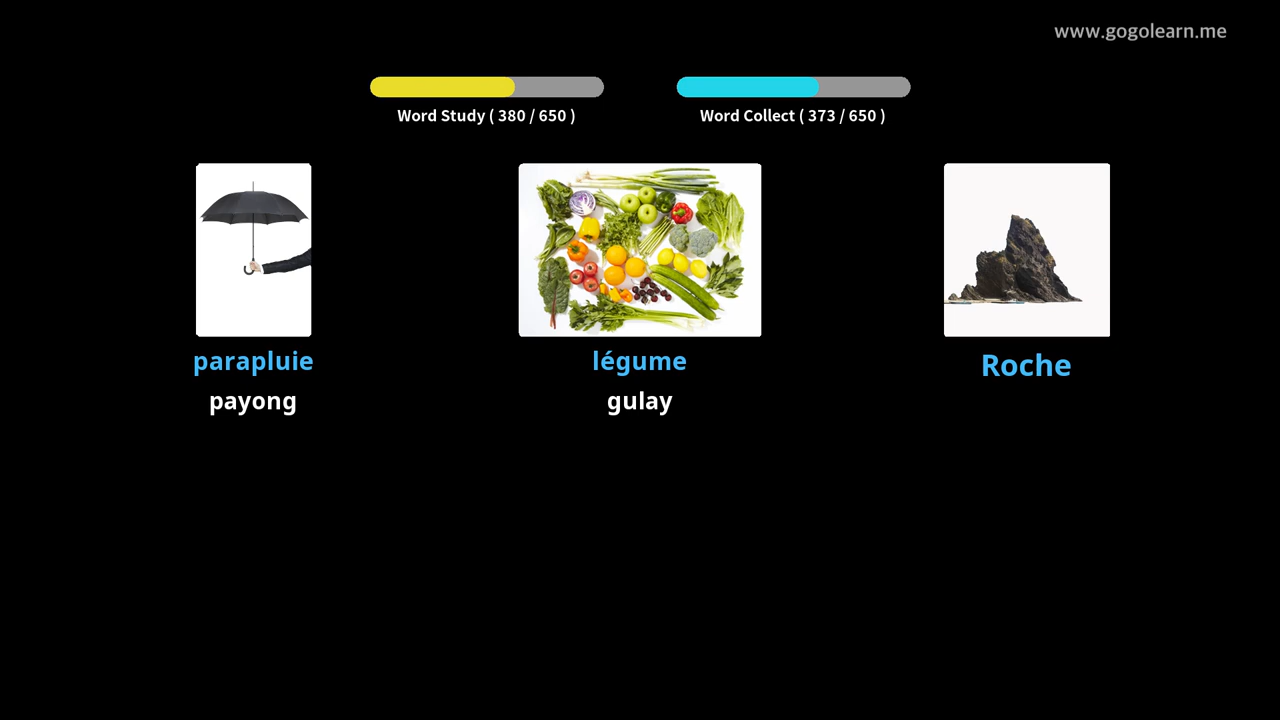 www.gogolearn.me
Word Study ( 380 / 650 )
Word Collect ( 373 / 650 )
parapluie
payong
légume
gulay
Roche